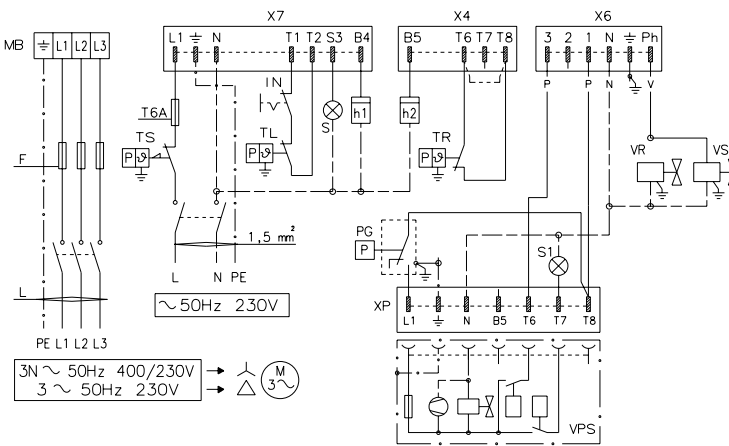 X7 X4 X6
MB L1 L2 L3
L1 N T1 T2 S3 B4
B5 T6 T7 T8
3 2 1 N Ph
P P N V
T6A
IN
S
h1 h2
TS TL TR
P ϑ P ϑ P ϑ
F
VR VS
1,5 mm²
L N PE
∼ 50Hz 230V
L
PE L1 L2 L3
PG
P
S1
XP
L1 N B5 T6 T7 T8
3N ∼ 50Hz 400/230V
3 ∼ 50Hz 230V
M
3∼
VPS